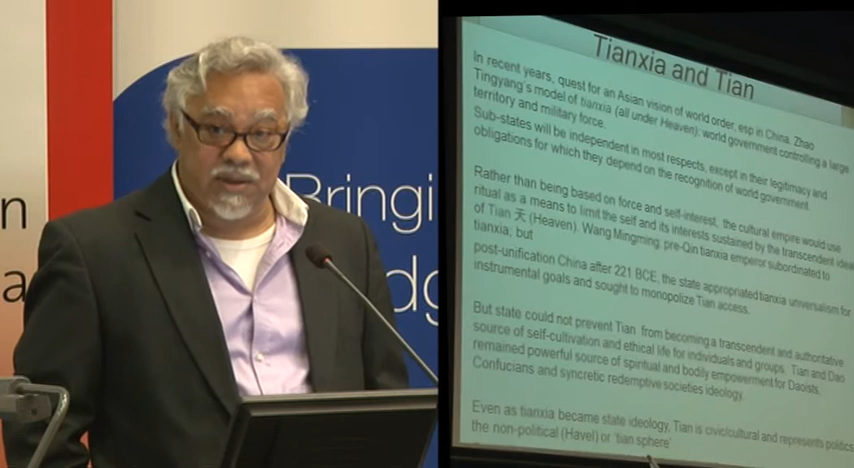 n
a
Bringi
dg
Tianxia and Tian
In recent years, quest for an Asian vision of world order, esp in China. Zhao
Tingyang's model of tianxia (all under Heaven): world government controlling a large
territory and military force.
Sub-states will be independent in most respects, except in their legitimacy and
obligations for which they depend on the recognition of world government.
Rather than being based on force and self-interest, the cultural empire would use
ritual as a means to limit the self and its interests sustained by the transcendent ideal
of Tian 天 (Heaven). Wang Mingming: pre-Qin tianxia emperor subordinated to
tianxia; but
post-unification China after 221 BCE, the state appropriated tianxia universalism for
instrumental goals and sought to monopolize Tian access.
But state could not prevent Tian from becoming a transcendent and authoritative
source of self-cultivation and ethical life for individuals and groups. Tian and Dao
remained powerful source of spiritual and bodily empowerment for Daoists,
Confucians and syncretic redemptive societies ideology.
Even as tianxia became state ideology, Tian is civic/cultural and represents politics
the non-political (Havel) or 'tian sphere'